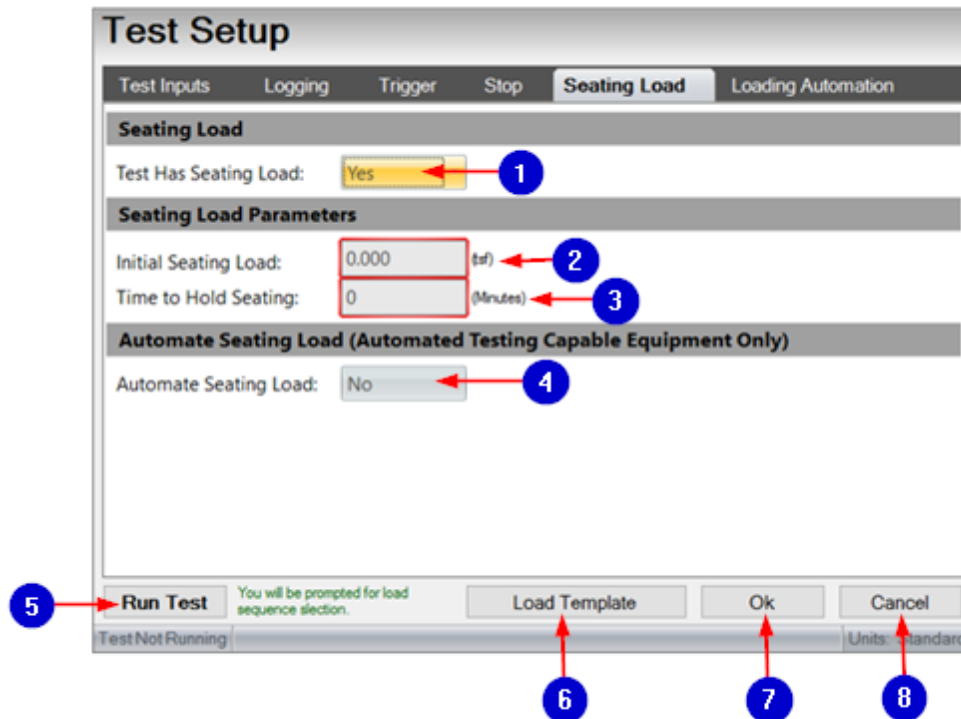 Test Setup
Test Inputs Logging Trigger Stop Seating Load Loading Automation
Seating Load
Test Has Seating Load: Yes 1
Seating Load Parameters
Initial Seating Load: 0.000 (tsf) 2
Time to Hold Seating: 0 (Minutes) 3
Automate Seating Load (Automated Testing Capable Equipment Only)
Automate Seating Load: No 4
5 Run Test You will be prompted for load
sequence slection. Load Template Ok Cancel
Test Not Running Units: Standard
6 7 8